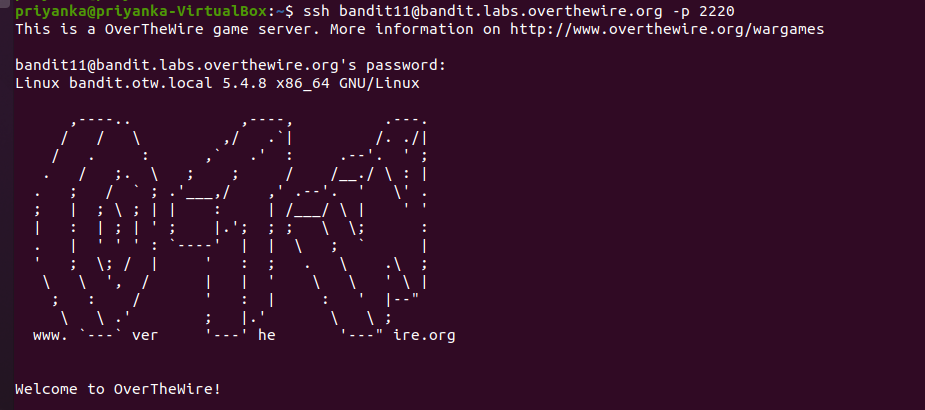 priyanka@priyanka-VirtualBox:~$ ssh bandit11@bandit.labs.overthewire.org -p 2220
This is a OverTheWire game server. More information on http://www.overthewire.org/wargames

bandit11@bandit.labs.overthewire.org's password:
Linux bandit.otw.local 5.4.8 x86_64 GNU/Linux

      ,----..            ,----,          .---.
     /   /   \         ,/   .`|         /. ./|
    /   .     :      ,`   .'  :     .--'.  ' ;
   .   /   ;.  \   ;    ;     /    /__./ \ : |
  .   ;   /  ` ; .'___,/    ,' .--'.  '   \' .
  ;   |  ; \ ; | |    :     | /___/ \ |    ' '
  |   :  | ; | ' ;    |.';  ; ;   \  \;      :
  .   |  ' ' ' : `----'  |  |  \   ;  `      |
  '   ;  \; /  |     '   :  ;   .   \    .\  ;
   \   \  ',  /      |   |  '    \   \   ' \ |
    ;   :    /       '   :  |     :   '  |--"
     \   \ .'        ;   |.'       \   \ ;
  www. `---` ver     '---' he       '---" ire.org

Welcome to OverTheWire!